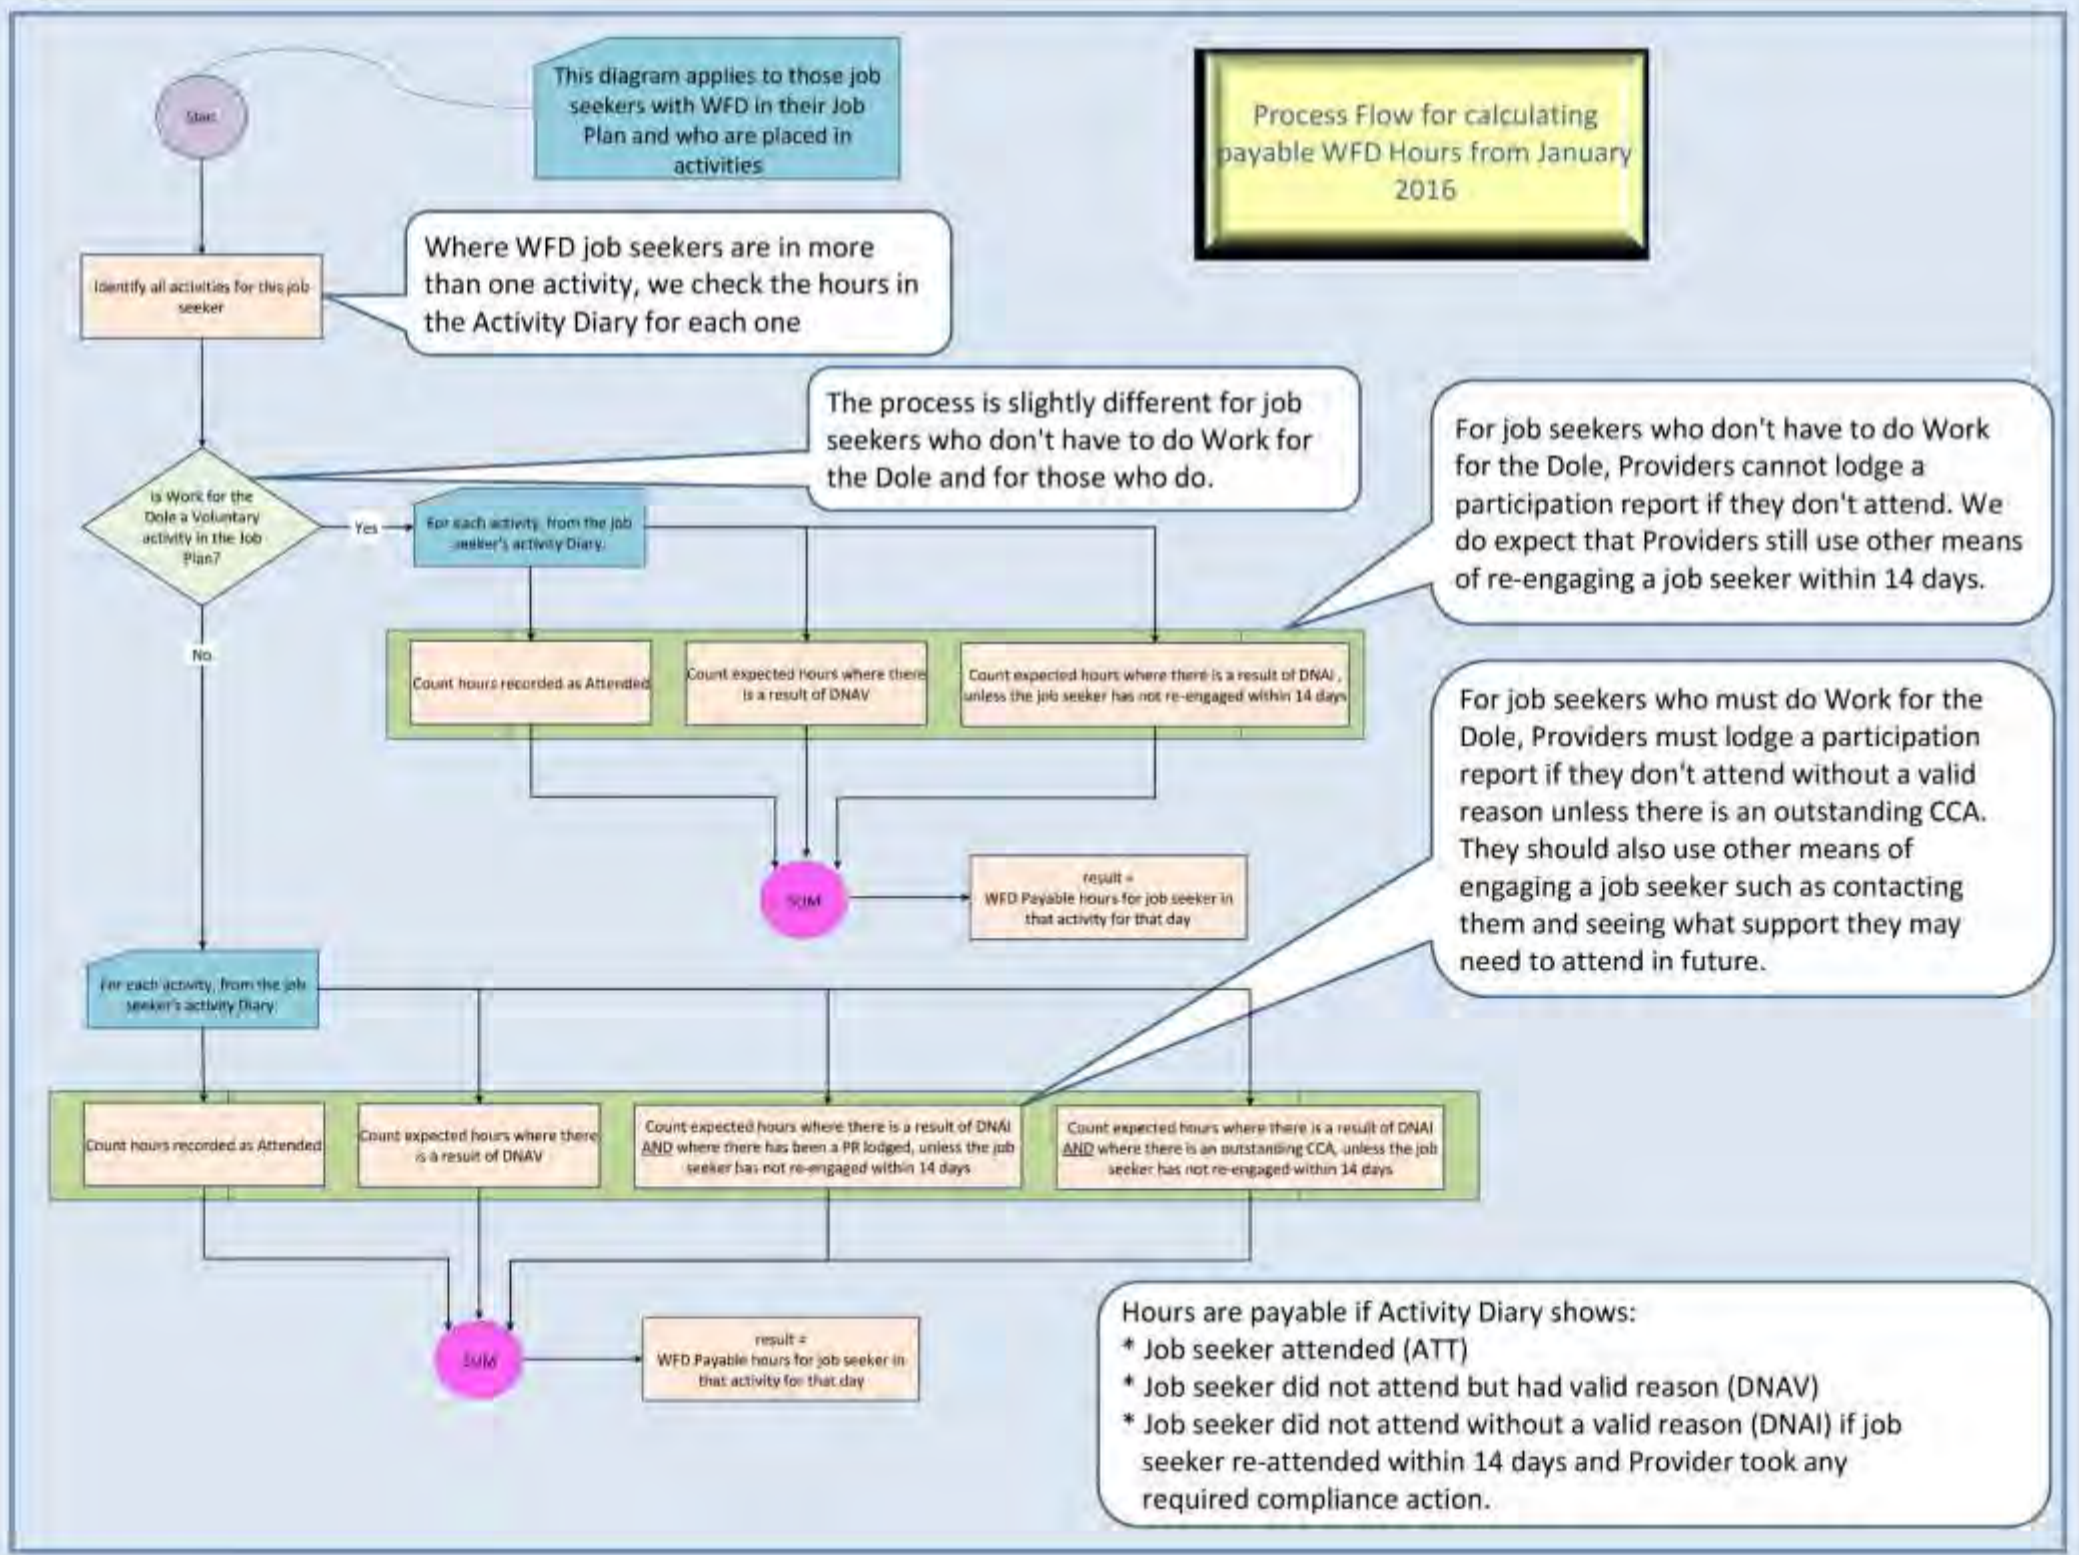 Start
This diagram applies to those job
seekers with WFD in their Job
Plan and who are placed in
activities
Process Flow for calculating
payable WFD Hours from January
2016
Identify all activities for this job
seeker
Where WFD job seekers are in more
than one activity, we check the hours in
the Activity Diary for each one
The process is slightly different for job
seekers who don't have to do Work for
the Dole and for those who do.
For job seekers who don't have to do Work
for the Dole, Providers cannot lodge a
participation report if they don't attend. We
do expect that Providers still use other means
of re-engaging a job seeker within 14 days.
Is Work for the
Dole a Voluntary
activity in the Job
Plan?
Yes
For each activity, from the job
seeker's activity Diary.
No
Count hours recorded as Attended
Count expected hours where there
is a result of DNAV
Count expected hours where there is a result of DNAI ,
unless the job seeker has not re-engaged within 14 days
For job seekers who must do Work for the
Dole, Providers must lodge a participation
report if they don't attend without a valid
reason unless there is an outstanding CCA.
They should also use other means of
engaging a job seeker such as contacting
them and seeing what support they may
need to attend in future.
SUM
result =
WFD Payable hours for job seeker in
that activity for that day
For each activity, from the job
seeker's activity Diary.
Count hours recorded as Attended
Count expected hours where there
is a result of DNAV
Count expected hours where there is a result of DNAI
AND where there has been a PR lodged, unless the job
seeker has not re-engaged within 14 days
Count expected hours where there is a result of DNAI
AND where there is an outstanding CCA, unless the job
seeker has not re-engaged within 14 days
SUM
result =
WFD Payable hours for job seeker in
that activity for that day
Hours are payable if Activity Diary shows:
* Job seeker attended (ATT)
* Job seeker did not attend but had valid reason (DNAV)
* Job seeker did not attend without a valid reason (DNAI) if job
seeker re-attended within 14 days and Provider took any
required compliance action.